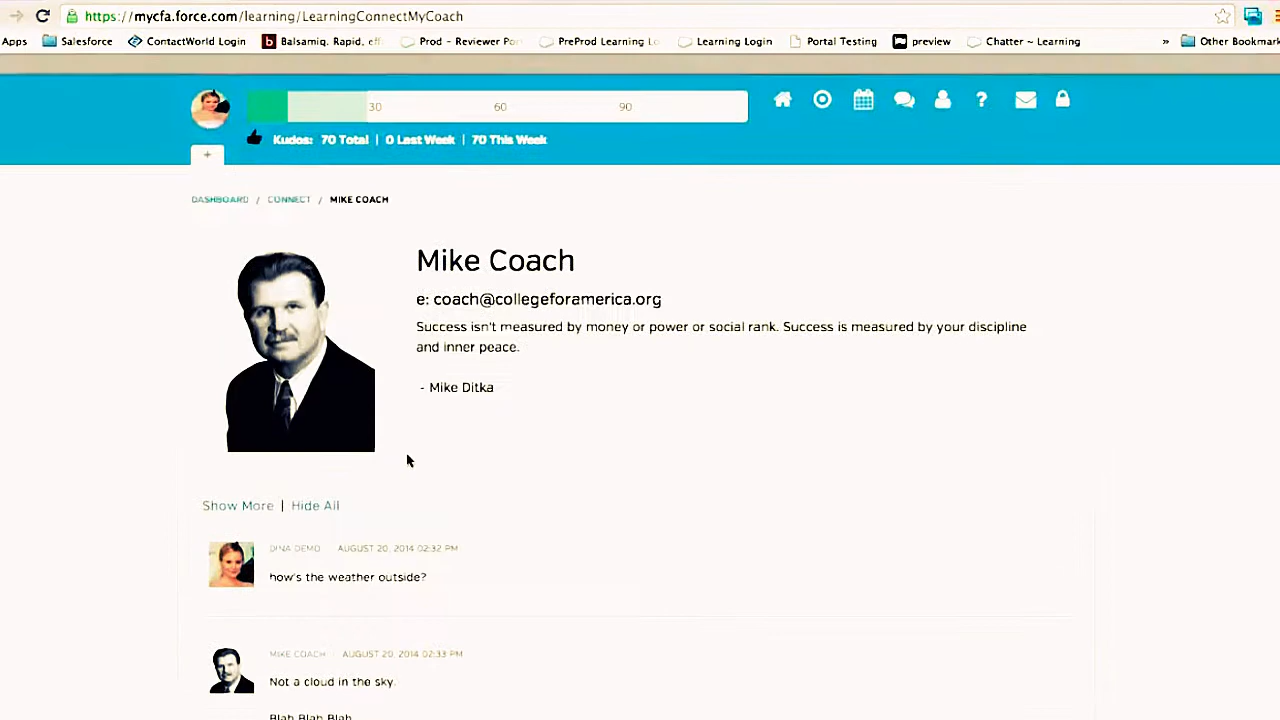 https://mycfa.force.com/learning/LearningConnectMyCoach
Apps Salesforce ContactWorld Login Balsamiq. Rapid, eff Prod - Reviewer Por PreProd Learning Lo Learning Login Portal Testing preview Chatter ~ Learning » Other Bookmark
30 60 90
Kudos: 70 Total | 0 Last Week | 70 This Week
+
DASHBOARD / CONNECT / MIKE COACH
Mike Coach
e: coach@collegeforamerica.org
Success isn't measured by money or power or social rank. Success is measured by your discipline
and inner peace.
- Mike Ditka
Show More | Hide All
DINA DEMO AUGUST 20, 2014 02:32 PM
how's the weather outside?
MIKE COACH AUGUST 20, 2014 02:33 PM
Not a cloud in the sky.
Blah Blah Blah